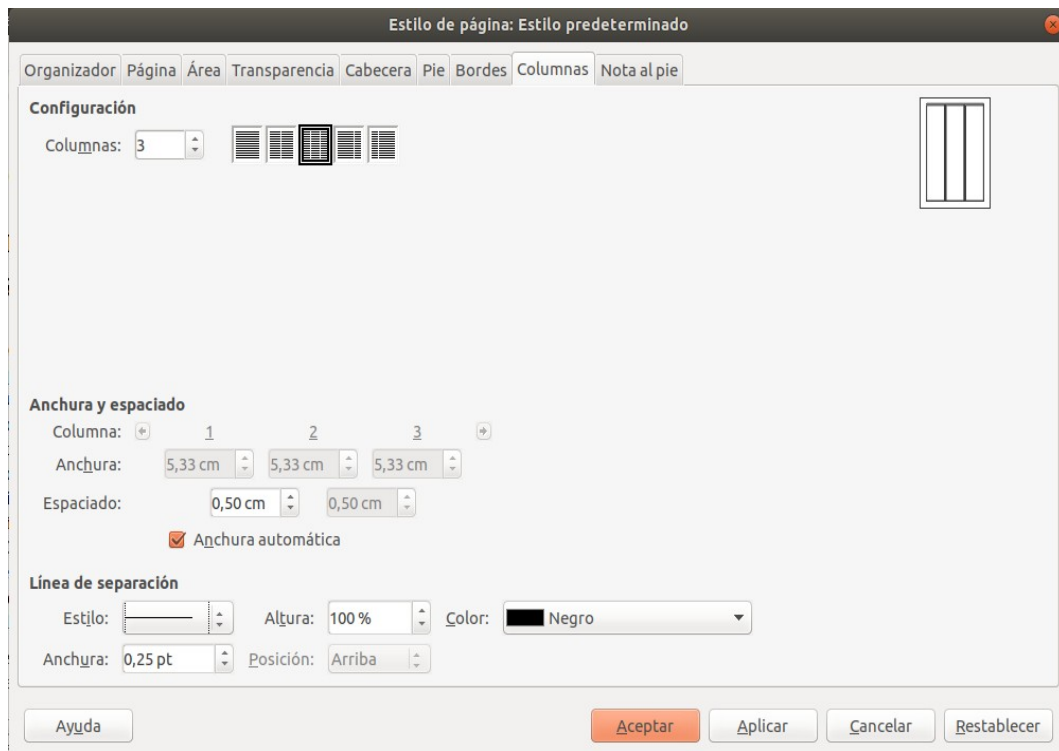 Estilo de página: Estilo predeterminado
Organizador Página Área Transparencia Cabecera Pie Bordes Columnas Nota al pie
Configuración
Columnas: 3
Anchura y espaciado
Columna: 1 2 3
Anchura: 5,33 cm 5,33 cm 5,33 cm
Espaciado: 0,50 cm 0,50 cm
Anchura automática
Línea de separación
Estilo: Altura: 100 % Color: Negro
Anchura: 0,25 pt Posición: Arriba
Ayuda Aceptar Aplicar Cancelar Restablecer